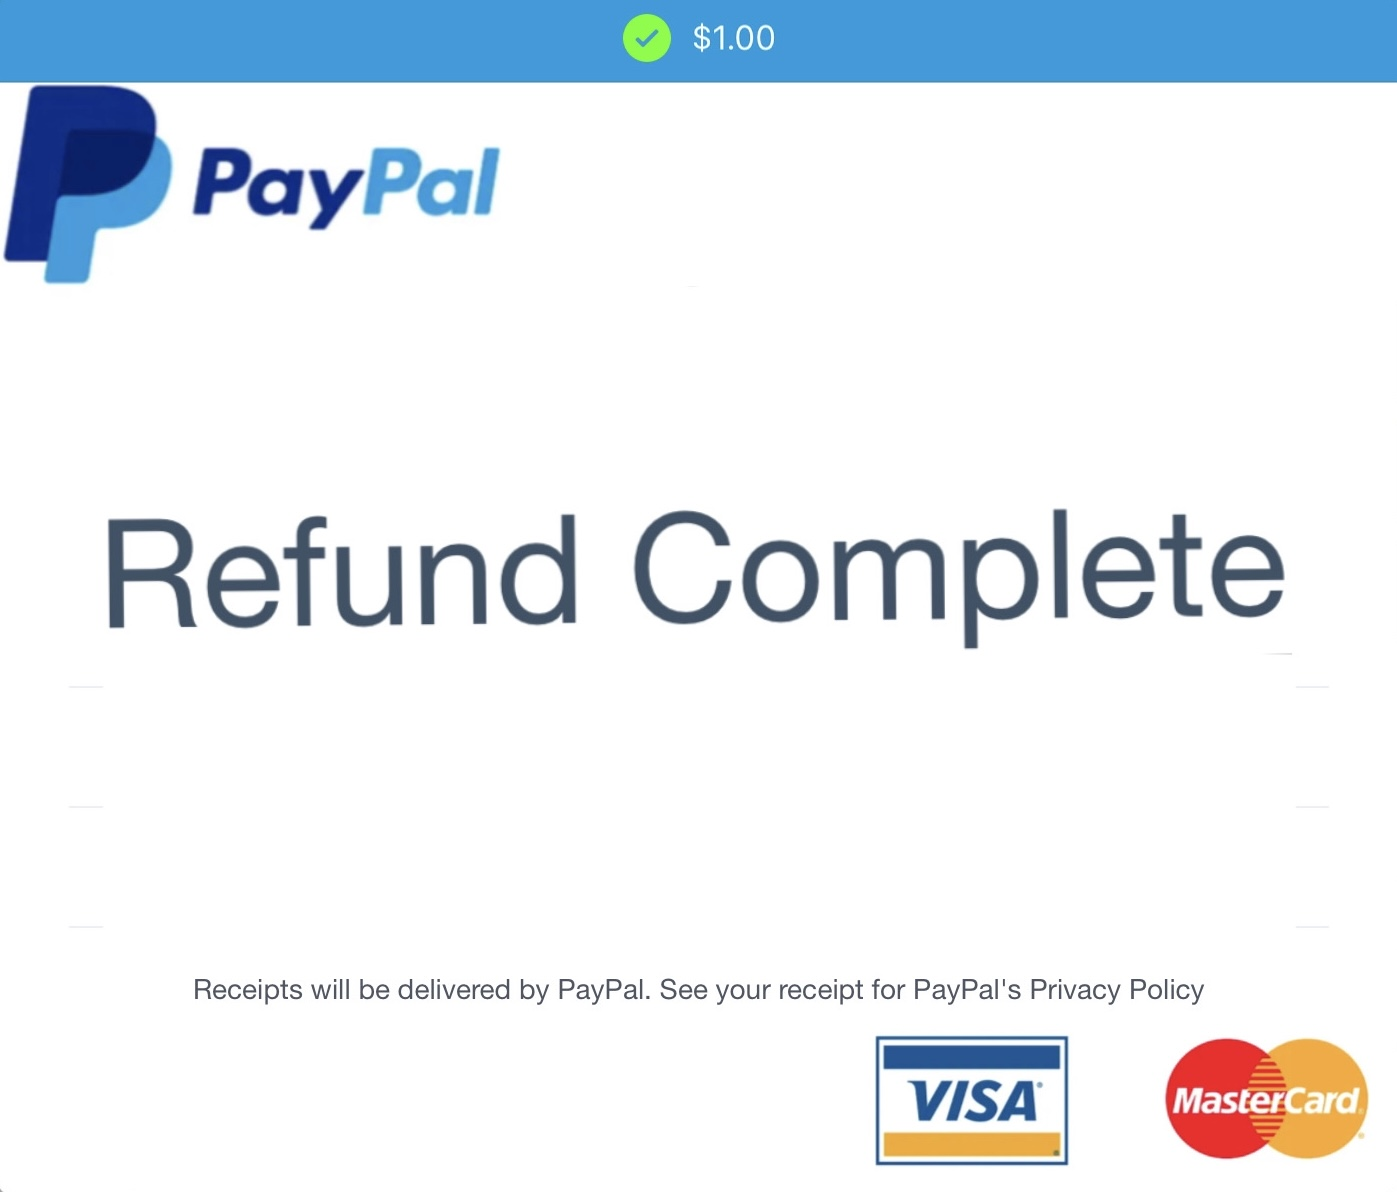 $1.00
PayPal
Refund Complete
Receipts will be delivered by PayPal. See your receipt for PayPal's Privacy Policy
VISA
MasterCard